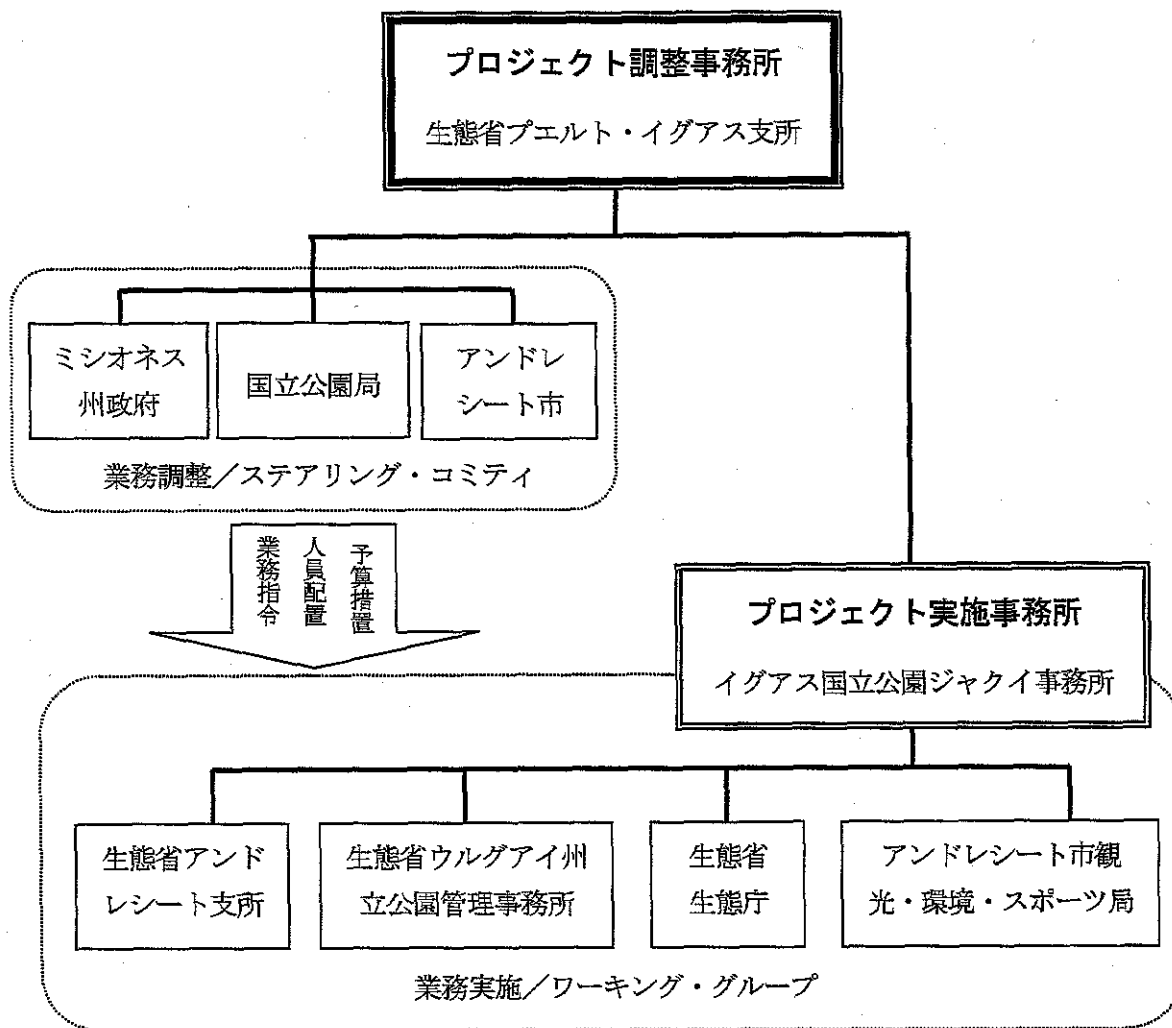 プロジェクト調整事務所
生態省プエルト・イグアス支所
ミシオネス
州政府
国立公園局
アンドレ
シート市
業務調整／ステアリング・コミティ
予算措置
人員配置
業務指令
プロジェクト実施事務所
イグアス国立公園ジャクイ事務所
生態省アンド
レシート支所
生態省ウルグアイ州
立公園管理事務所
生態省
生態庁
アンドレシート市観
光・環境・スポーツ局
業務実施／ワーキング・グループ